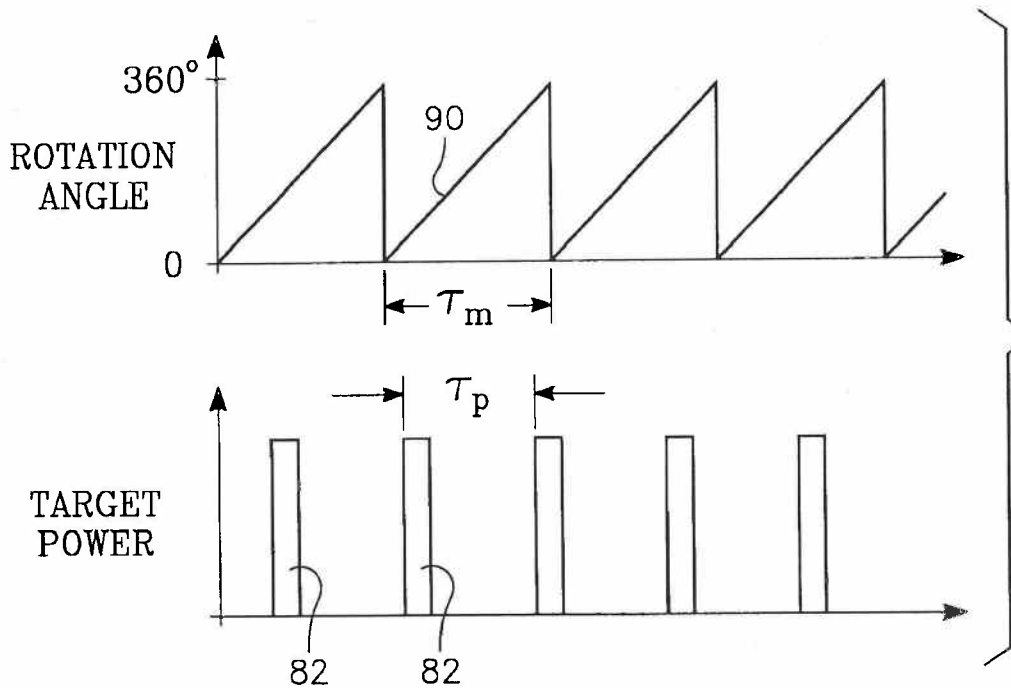 360°
90
ROTATION
ANGLE
0
τm
τp
TARGET
POWER
82
82